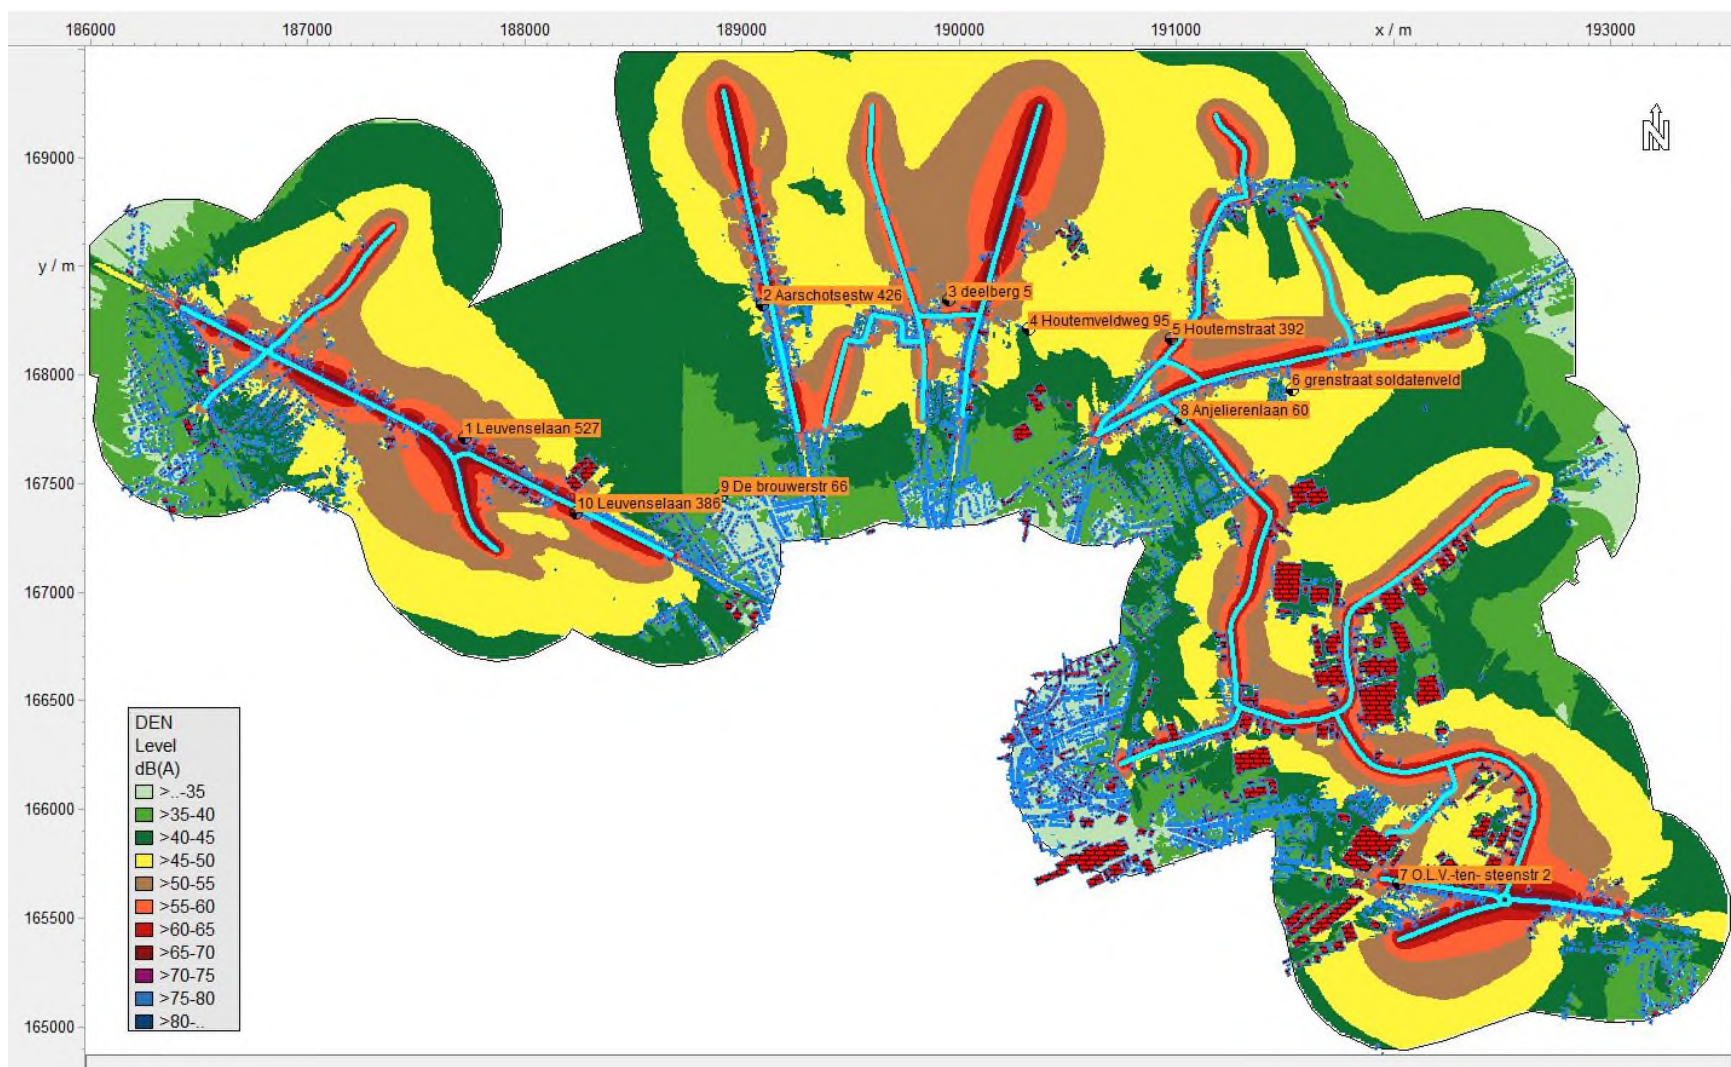 186000 187000 188000 189000 190000 191000 x / m 193000
169000
y / m
168000
167500
167000
166500
166000
165500
165000
N
2 Aarschotsestw 426
3 deelberg 5
4 Houtemveldweg 95
5 Houtemstraat 392
6 grenstraat soldatenveld
8 Anjelierenlaan 60
1 Leuvenselaan 527
9 De brouwerstr 66
10 Leuvenselaan 386
7 O.L.V.-ten- steenstr 2
DEN
Level
dB(A)
>..-35
>35-40
>40-45
>45-50
>50-55
>55-60
>60-65
>65-70
>70-75
>75-80
>80-..